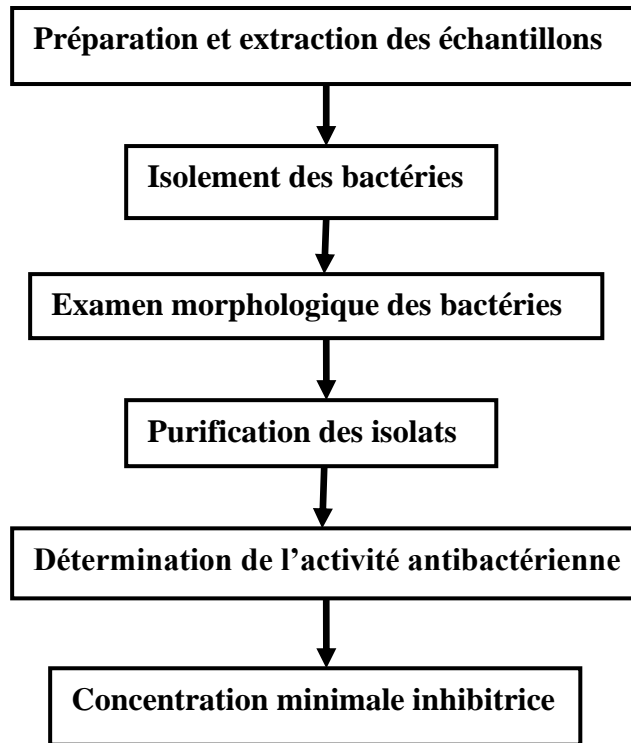 Préparation et extraction des échantillons
Isolement des bactéries
Examen morphologique des bactéries
Purification des isolats
Détermination de l’activité antibactérienne
Concentration minimale inhibitrice